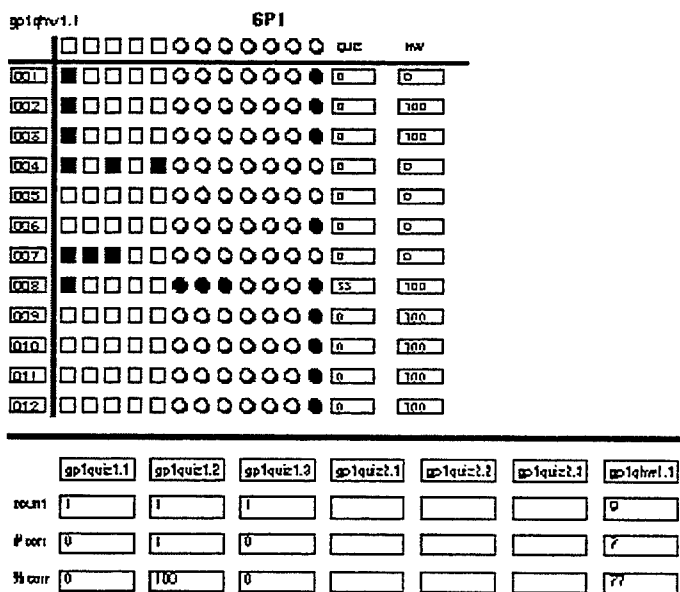 gp1qhw1.1 GP1
QUIZ HW
001 0 0
002 0 100
003 0 100
004 0 0
005 0 0
006 0 0
007 0 0
008 33 100
009 0 100
010 0 100
011 0 100
012 0 100
gp1quiz1.1 gp1quiz1.2 gp1quiz1.3 gp1quiz2.1 gp1quiz2.2 gp1qhw1.1
count 1 1 1 9
# corr 0 1 0 7
% corr 0 100 0 77